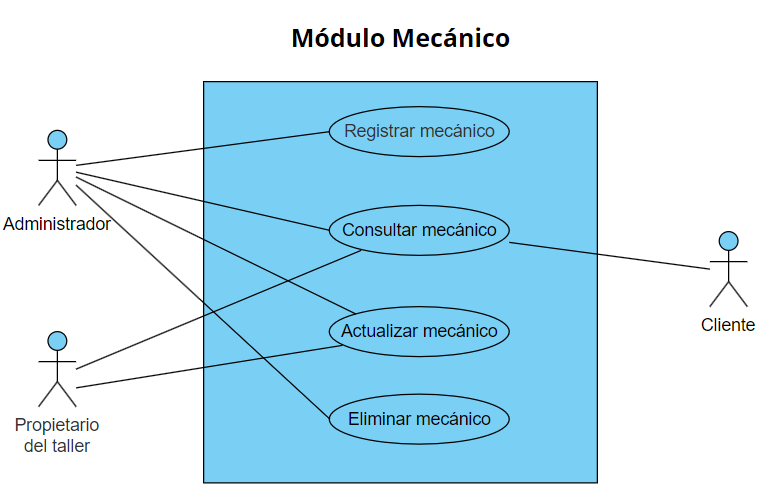 Módulo Mecánico
Registrar mecánico
Administrador
Consultar mecánico
Cliente
Actualizar mecánico
Propietario
del taller
Eliminar mecánico